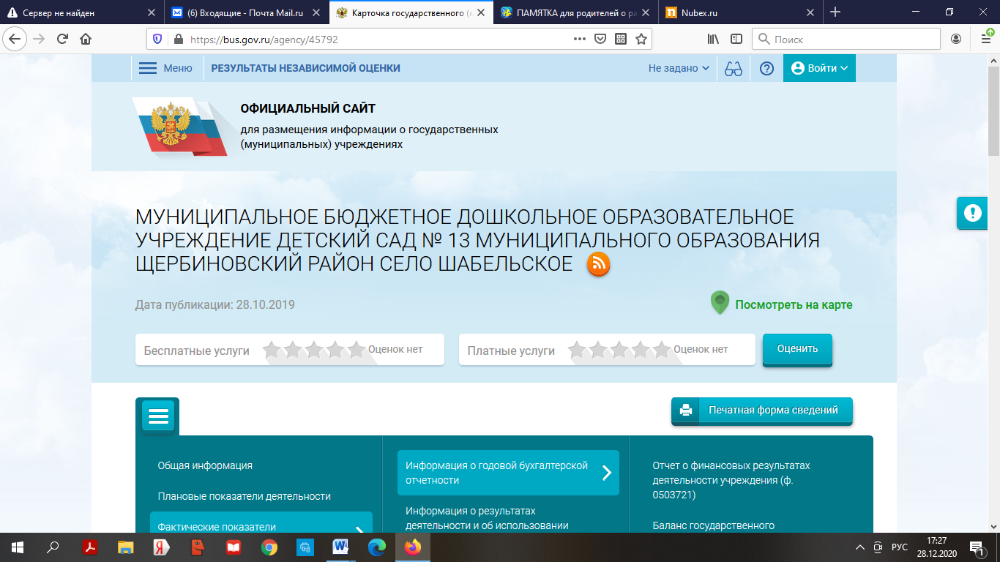 Сервер не найден
(6) Входящие - Почта Mail.ru
Карточка государственного (м
ПАМЯТКА для родителей о ра
Nubex.ru
https://bus.gov.ru/agency/45792
Поиск
Меню
РЕЗУЛЬТАТЫ НЕЗАВИСИМОЙ ОЦЕНКИ
Не задано
Войти
ОФИЦИАЛЬНЫЙ САЙТ
для размещения информации о государственных
(муниципальных) учреждениях
МУНИЦИПАЛЬНОЕ БЮДЖЕТНОЕ ДОШКОЛЬНОЕ ОБРАЗОВАТЕЛЬНОЕ
УЧРЕЖДЕНИЕ ДЕТСКИЙ САД № 13 МУНИЦИПАЛЬНОГО ОБРАЗОВАНИЯ
ЩЕРБИНОВСКИЙ РАЙОН СЕЛО ШАБЕЛЬСКОЕ
Дата публикации: 28.10.2019
Посмотреть на карте
Бесплатные услуги
Оценок нет
Платные услуги
Оценок нет
Оценить
Печатная форма сведений
Общая информация
Плановые показатели деятельности
Фактические показатели
Информация о годовой бухгалтерской
отчетности
Информация о результатах
деятельности и об использовании
Отчет о финансовых результатах
деятельности учреждения (ф.
0503721)
Баланс государственного
РУС
17:27
28.12.2020
1